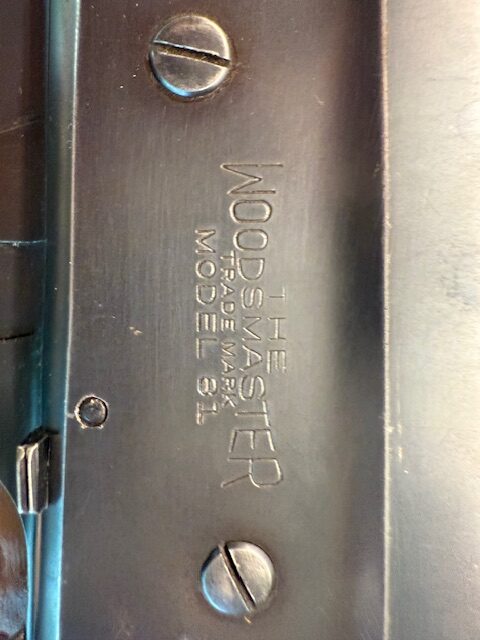 THE
WOODSMASTER
TRADE MARK
MODEL 81